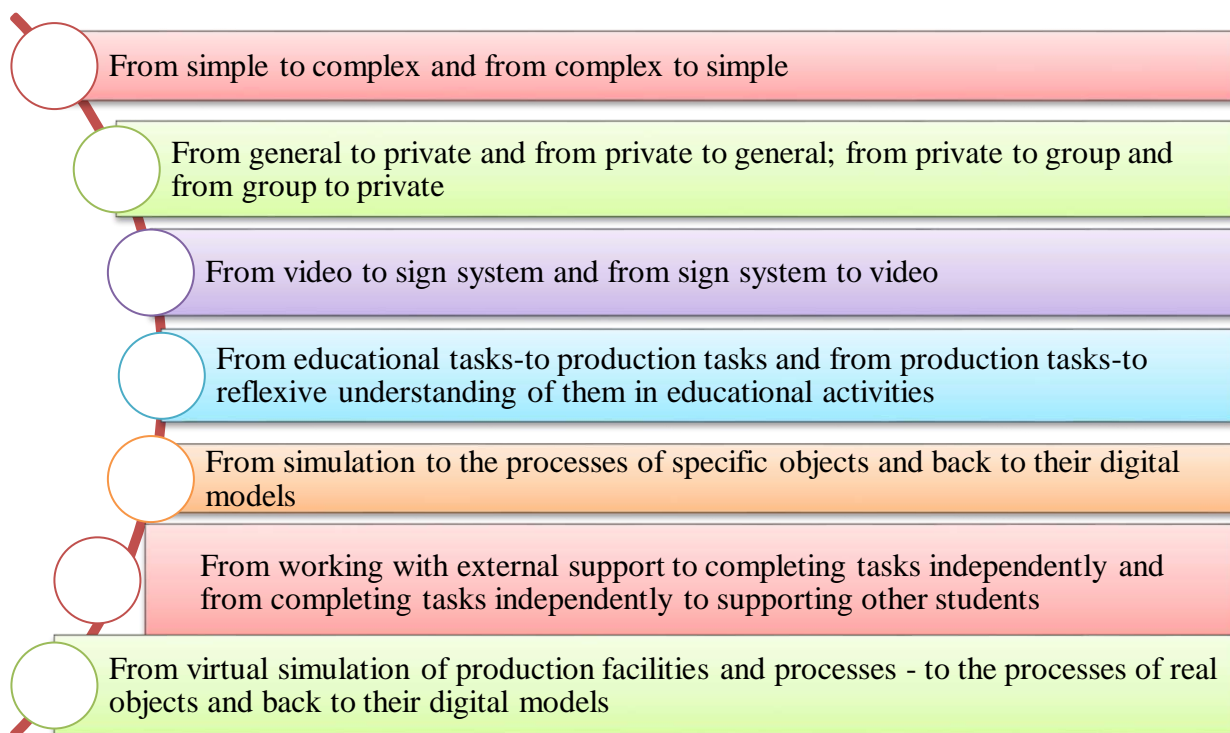 From simple to complex and from complex to simple
From general to private and from private to general; from private to group and
from group to private
From video to sign system and from sign system to video
From educational tasks-to production tasks and from production tasks-to
reflexive understanding of them in educational activities
From simulation to the processes of specific objects and back to their digital
models
From working with external support to completing tasks independently and
from completing tasks independently to supporting other students
From virtual simulation of production facilities and processes - to the processes of real
objects and back to their digital models